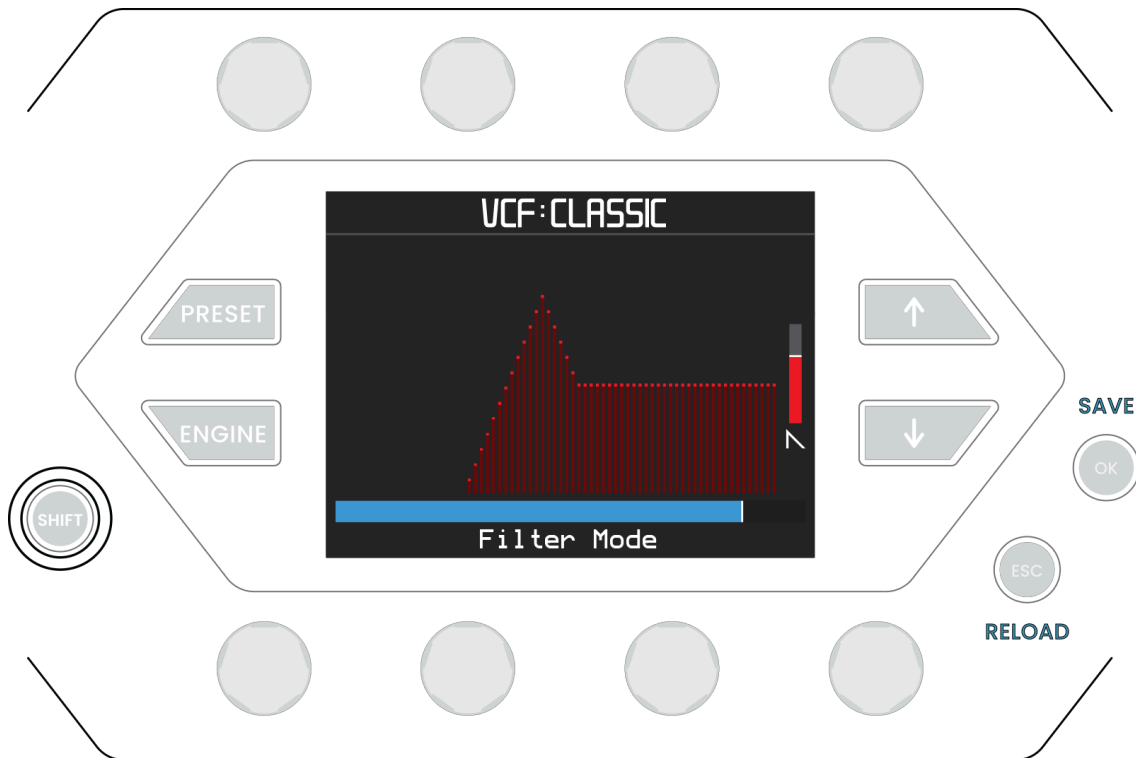 VCF:CLASSIC
PRESET
ENGINE
SAVE
OK
SHIFT
Filter Mode
ESC
RELOAD